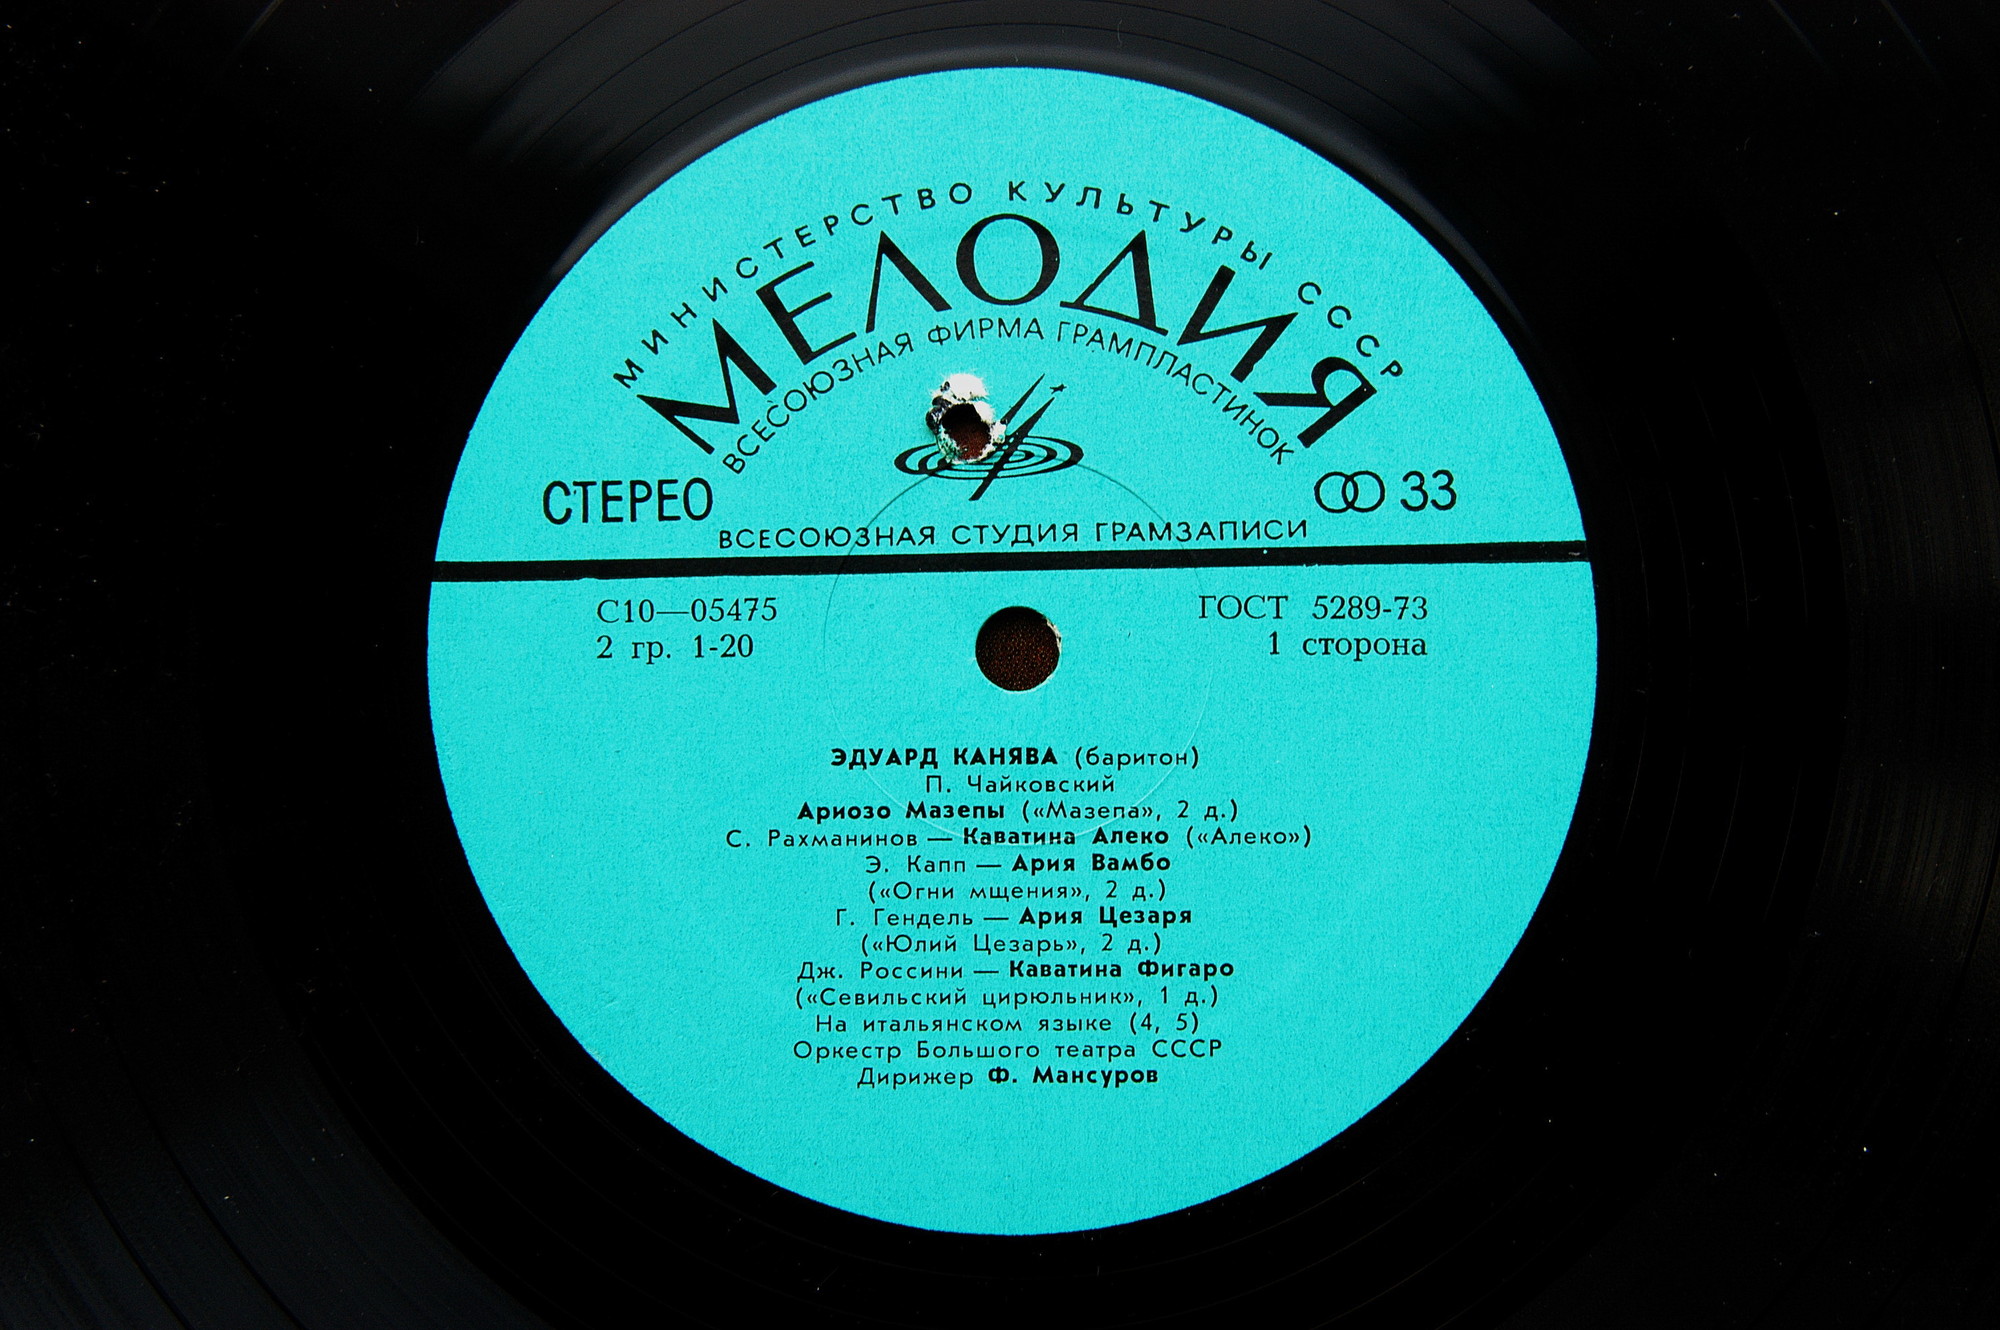 МИНИСТЕРСТВО КУЛЬТУРЫ СССР
МЕЛОДИЯ
ВСЕСОЮЗНАЯ ФИРМА ГРАМПЛАСТИНОК
СТЕРЕО
33
ВСЕСОЮЗНАЯ СТУДИЯ ГРАМЗАПИСИ
С10—05475
ГОСТ 5289-73
2 гр. 1-20
1 сторона
ЭДУАРД КАНЯВА (баритон)
П. Чайковский
Ариозо Мазепы («Мазепа», 2 д.)
С. Рахманинов — Каватина Алеко («Алеко»)
Э. Капп — Ария Вамбо
(«Огни мщения», 2 д.)
Г. Гендель — Ария Цезаря
(«Юлий Цезарь», 2 д.)
Дж. Россини — Каватина Фигаро
(«Севильский цирюльник», 1 д.)
На итальянском языке (4, 5)
Оркестр Большого театра СССР
Дирижер Ф. Мансуров